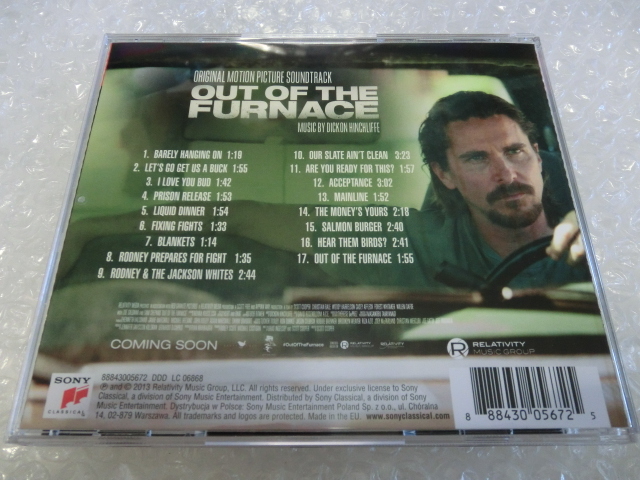 ORIGINAL MOTION PICTURE SOUNDTRACK
OUT OF THE
FURNACE
MUSIC BY DICKON HINCHLIFFE
1. BARELY HANGING ON 1:19
2. LET'S GO GET US A BUCK 1:55
3. I LOVE YOU BUD 1:42
4. PRISON RELEASE 1:53
5. LIQUID DINNER 1:54
6. FIXING FIGHTS 1:33
7. BLANKETS 1:14
8. RODNEY PREPARES FOR FIGHT 1:35
9. RODNEY & THE JACKSON WHITES 2:44
10. OUR SLATE AIN'T CLEAN 3:23
11. ARE YOU READY FOR THIS? 1:57
12. ACCEPTANCE 3:02
13. MAINLINE 1:52
14. THE MONEY'S YOURS 2:18
15. SALMON BURGER 2:40
16. HEAR THEM BIRDS? 2:41
17. OUT OF THE FURNACE 1:55
COMING SOON
#OutOfTheFurnace
RELATIVITY
R RELATIVITY
MUSIC GROUP
SONY
CLASSICAL
88843005672 DDD LC 06868
℗ and © 2013 Relativity Music Group, LLC. All rights reserved. Under exclusive license to Sony
Classical, a division of Sony Music Entertainment. Distributed by Sony Classical, a division of
Sony Music Entertainment. Dystrybucja w Polsce: Sony Music Entertainment Poland Sp. z o.o., ul. Chóralna
14, 02-879 Warszawa. All trademarks and logos are protected. Made in the EU. www.sonyclassical.com
8 88430 05672 5